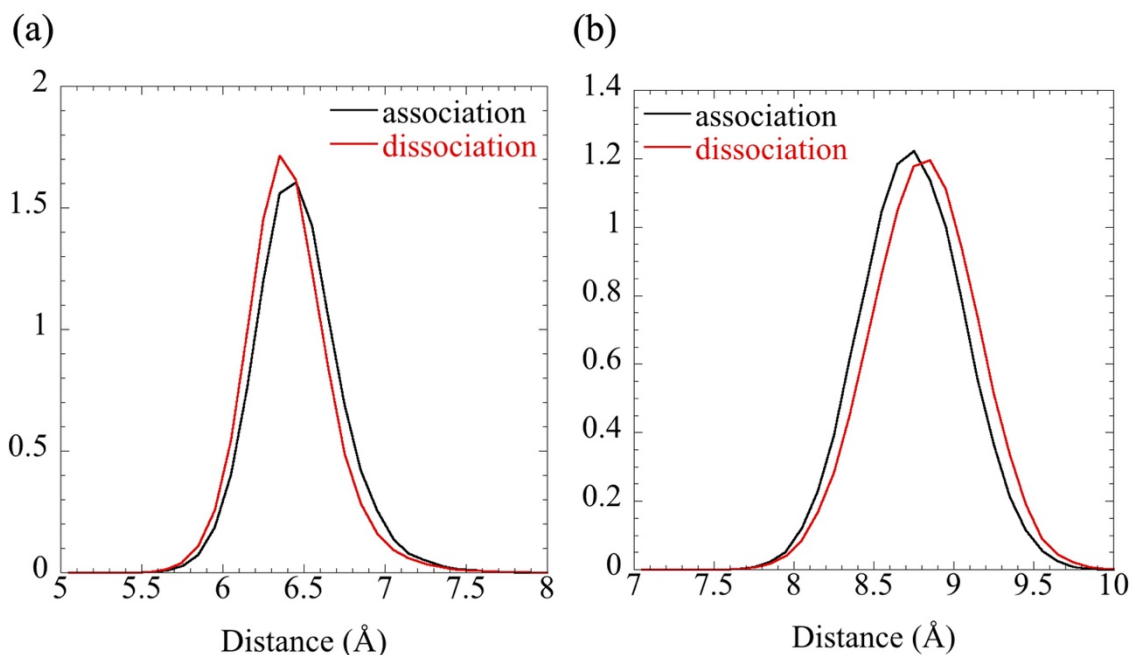 (a)
2
association
dissociation
1.5
1
0.5
0
5 5.5 6 6.5 7 7.5 8
Distance (Å)
(b)
1.4
association
1.2
dissociation
1
0.8
0.6
0.4
0.2
0
7 7.5 8 8.5 9 9.5 10
Distance (Å)